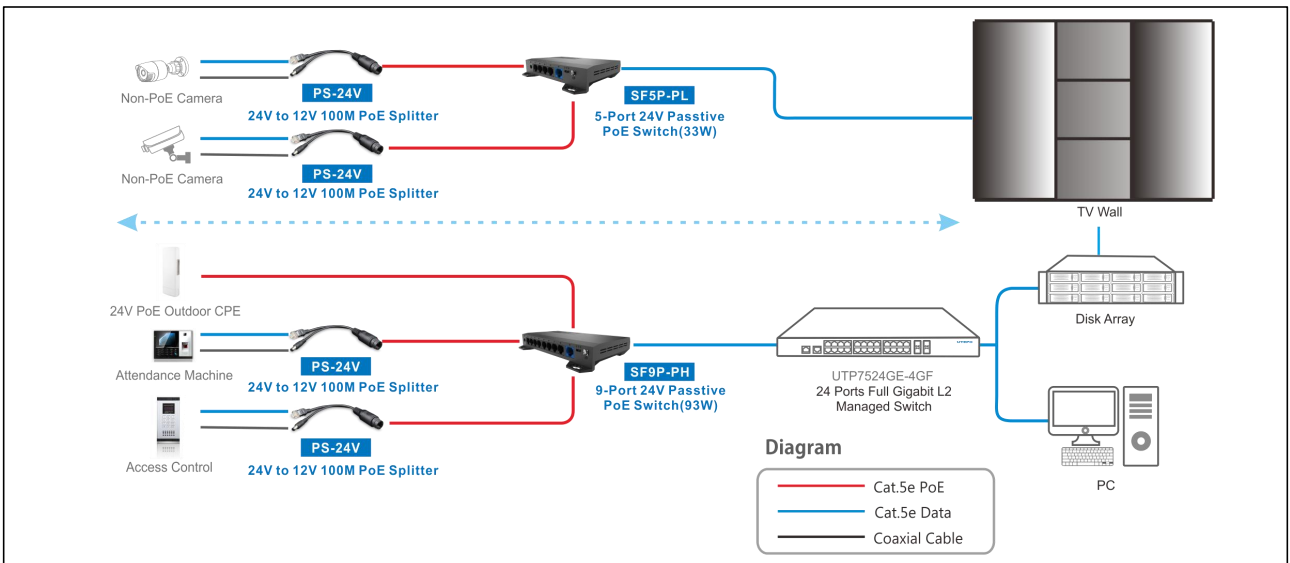 Non-PoE Camera
PS-24V
24V to 12V 100M PoE Splitter
SF5P-PL
5-Port 24V Passtive
PoE Switch(33W)
Non-PoE Camera
PS-24V
24V to 12V 100M PoE Splitter
TV Wall
24V PoE Outdoor CPE
Disk Array
Attendance Machine
PS-24V
24V to 12V 100M PoE Splitter
SF9P-PH
9-Port 24V Passtive
PoE Switch(93W)
UTP7524GE-4GF
24 Ports Full Gigabit L2
Managed Switch
Access Control
PS-24V
24V to 12V 100M PoE Splitter
PC
Diagram
Cat.5e PoE
Cat.5e Data
Coaxial Cable